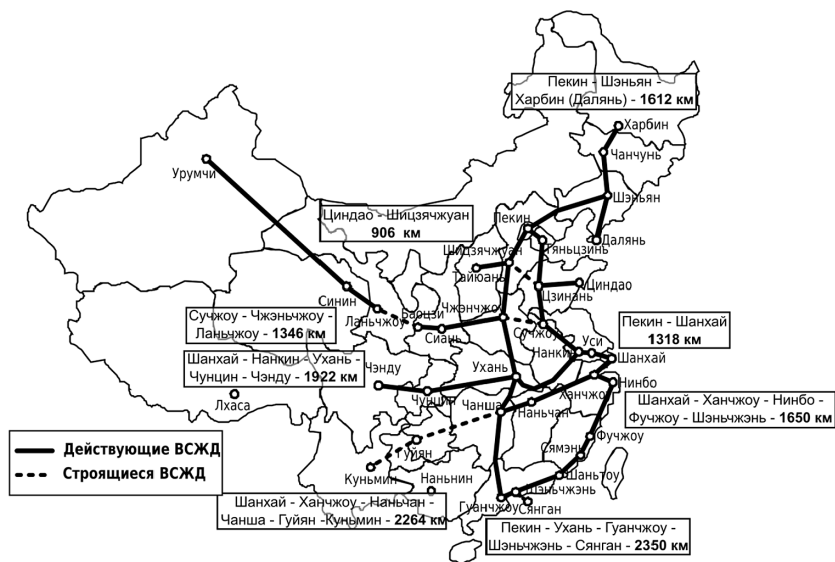 Пекин - Шэньян -
Харбин (Далянь) - 1612 км
Харбин
Чанчунь
Урумчи
Шэньян
Циндао - Шицзячжуан
906 км
Пекин
Далянь
Тяньцзинь
Шицзячжуан
Тайюань
Циндао
Цзинань
Синин
Ланьчжоу
Баоцзи
Чжэнчжоу
Сиань
Сучжоу
Сучжоу - Чжэньчжоу -
Ланьчжоу - 1346 км
Пекин - Шанхай
1318 км
Уси
Нанкин
Шанхай
Шанхай - Нанкин - Ухань -
Чунцин - Чэнду - 1922 км
Чэнду
Ухань
Нинбо
Ханчжоу
Чунцин
Лхаса
Чанша
Наньчан
Шанхай - Ханчжоу - Нинбо -
Фучжоу - Шэньчжэнь - 1650 км
Фучжоу
Действующие ВСЖД
Строящиеся ВСЖД
Гуйян
Сямэнь
Куньмин
Наньнин
Шаньтоу
Шэньчжэнь
Гуанчжоу
Сянган
Шанхай - Ханчжоу - Наньчан -
Чанша - Гуйян -Куньмин - 2264 км
Пекин - Ухань - Гуанчжоу -
Шэньчжэнь - Сянган - 2350 км